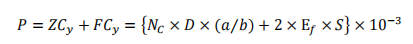 P = ZC_y + FC_y = {N_C × D × (a/b) + 2 × E_f × S} × 10⁻³